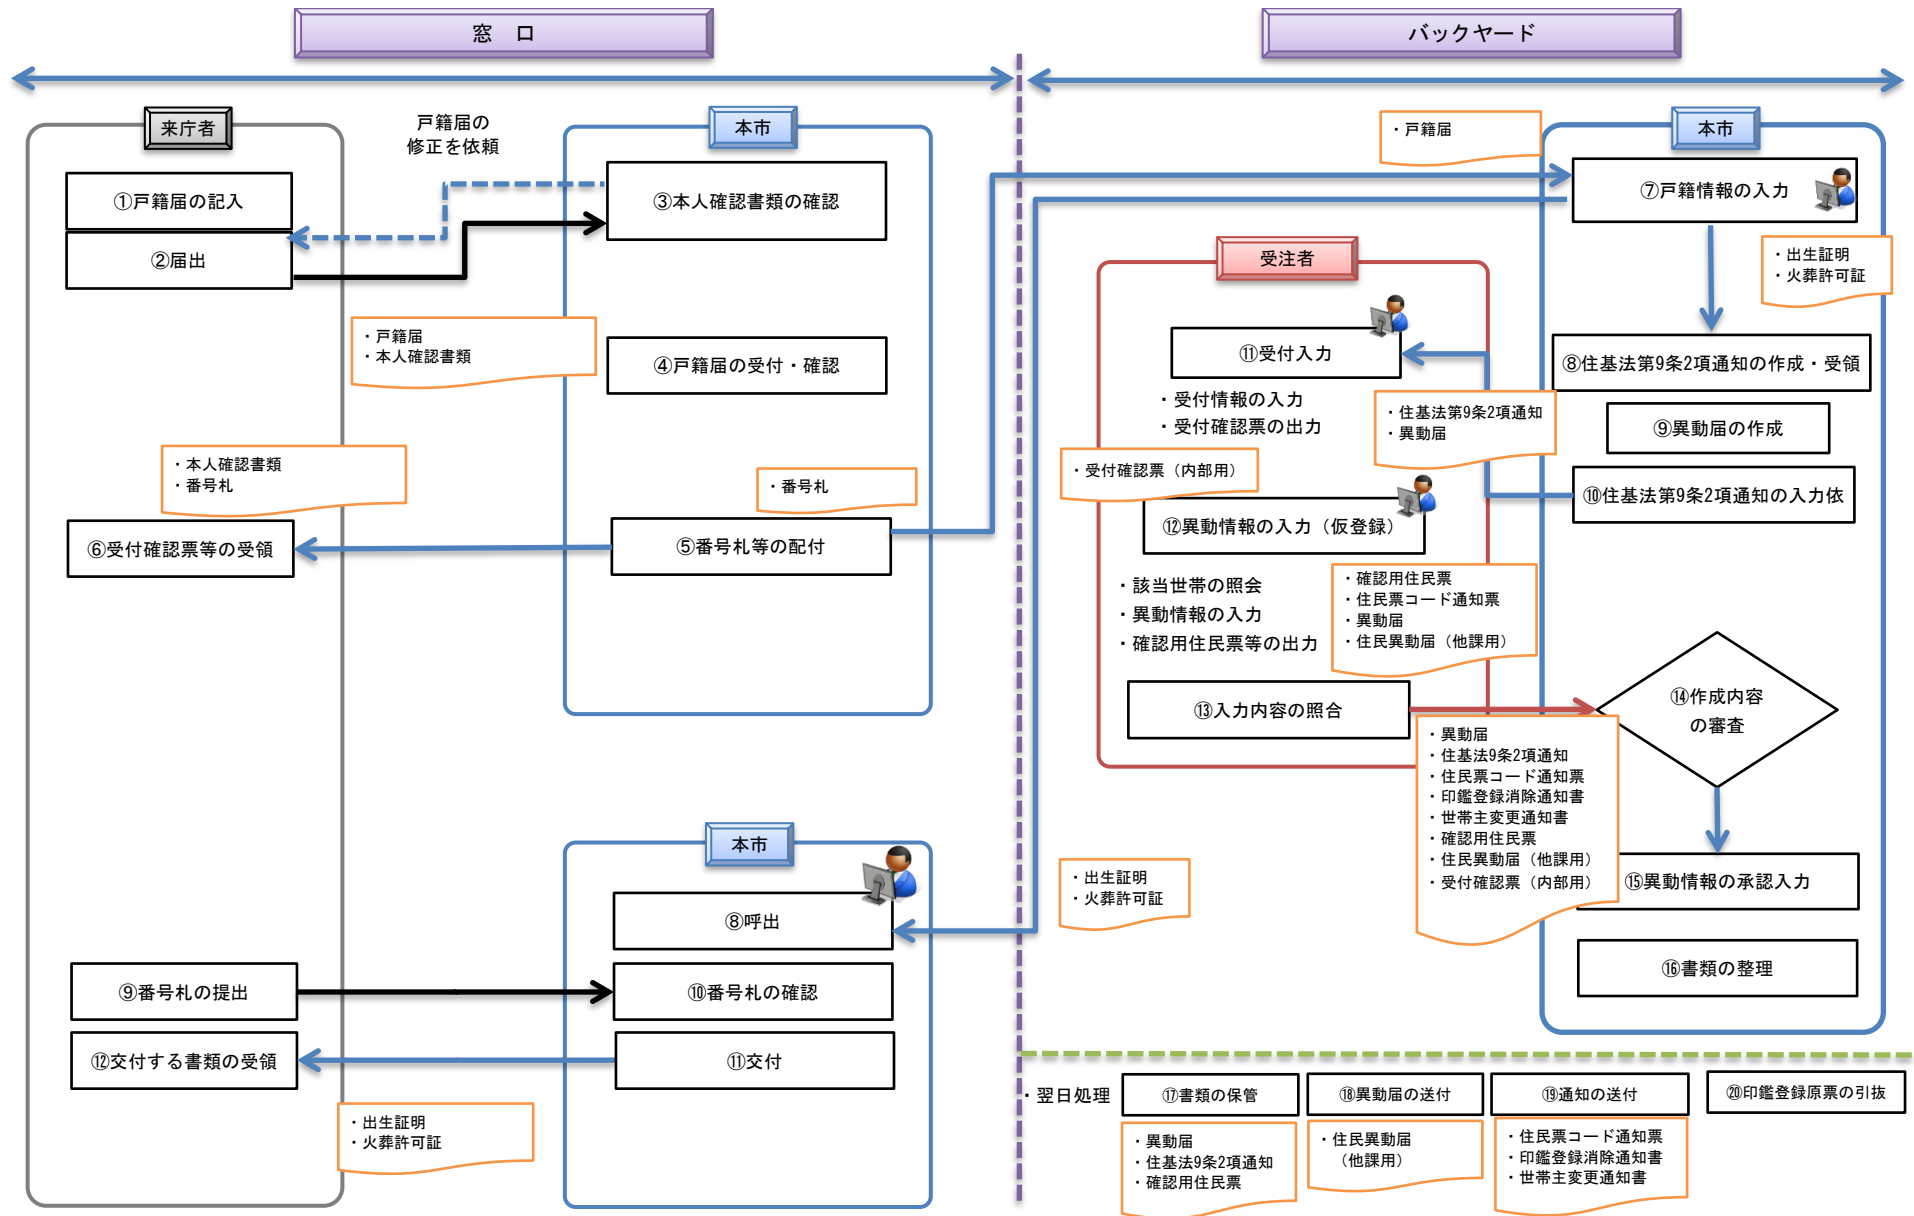 窓　口
バックヤード
来庁者
戸籍届の
修正を依頼
本市
①戸籍届の記入
②届出
③本人確認書類の確認
・戸籍届
・本人確認書類
④戸籍届の受付・確認
・本人確認書類
・番号札
・番号札
⑥受付確認票等の受領
⑤番号札等の配付
本市
⑧呼出
⑨番号札の提出
⑩番号札の確認
⑫交付する書類の受領
⑪交付
・出生証明
・火葬許可証
・戸籍届
本市
⑦戸籍情報の入力
・出生証明
・火葬許可証
受注者
⑪受付入力
・受付情報の入力
・受付確認票の出力
・住基法第9条2項通知
・異動届
⑧住基法第9条2項通知の作成・受領
⑨異動届の作成
⑩住基法第9条2項通知の入力依
・受付確認票（内部用）
⑫異動情報の入力（仮登録）
・該当世帯の照会
・異動情報の入力
・確認用住民票等の出力
・確認用住民票
・住民票コード通知票
・異動届
・住民異動届（他課用）
⑬入力内容の照合
⑭作成内容
の審査
・異動届
・住基法9条2項通知
・住民票コード通知票
・印鑑登録消除通知書
・世帯主変更通知書
・確認用住民票
・住民異動届（他課用）
・受付確認票（内部用）
⑮異動情報の承認入力
・出生証明
・火葬許可証
⑯書類の整理
・翌日処理
⑰書類の保管
⑱異動届の送付
⑲通知の送付
⑳印鑑登録原票の引抜
・異動届
・住基法9条2項通知
・確認用住民票
・住民異動届
（他課用）
・住民票コード通知票
・印鑑登録消除通知書
・世帯主変更通知書